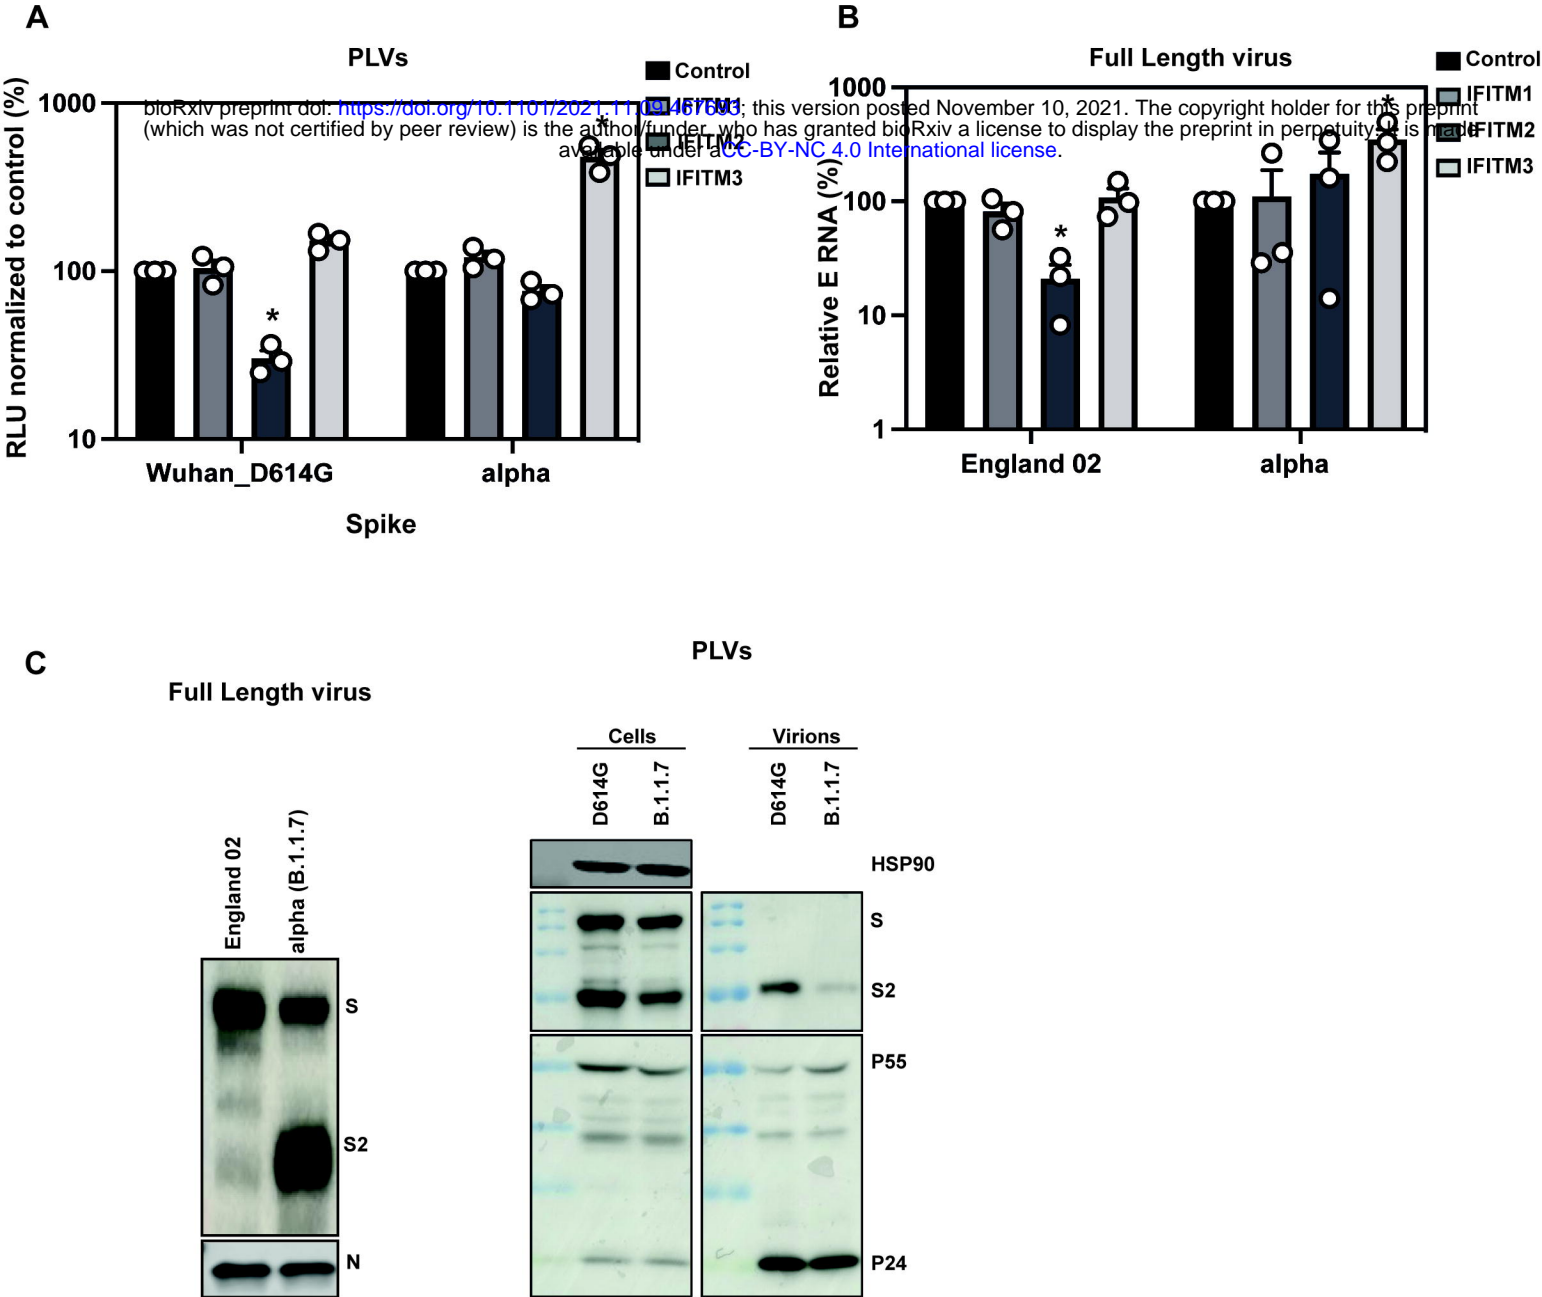 A
B
PLVs
Full Length virus
Control
IFITM1
IFITM2
IFITM3
Control
IFITM1
IFITM2
IFITM3
bioRxiv preprint doi: https://doi.org/10.1101/2021.11.09.467693; this version posted November 10, 2021. The copyright holder for this preprint
(which was not certified by peer review) is the author/funder, who has granted bioRxiv a license to display the preprint in perpetuity. It is made
available under aCC-BY-NC 4.0 International license.
RLU normalized to control (%)
1000
100
10
*
*
Wuhan_D614G
alpha
Spike
Relative E RNA (%)
1000
100
10
1
*
*
England 02
alpha
C
PLVs
Full Length virus
Cells
Virions
D614G
B.1.1.7
D614G
B.1.1.7
England 02
alpha (B.1.1.7)
HSP90
S
S2
P55
P24
S
S2
N